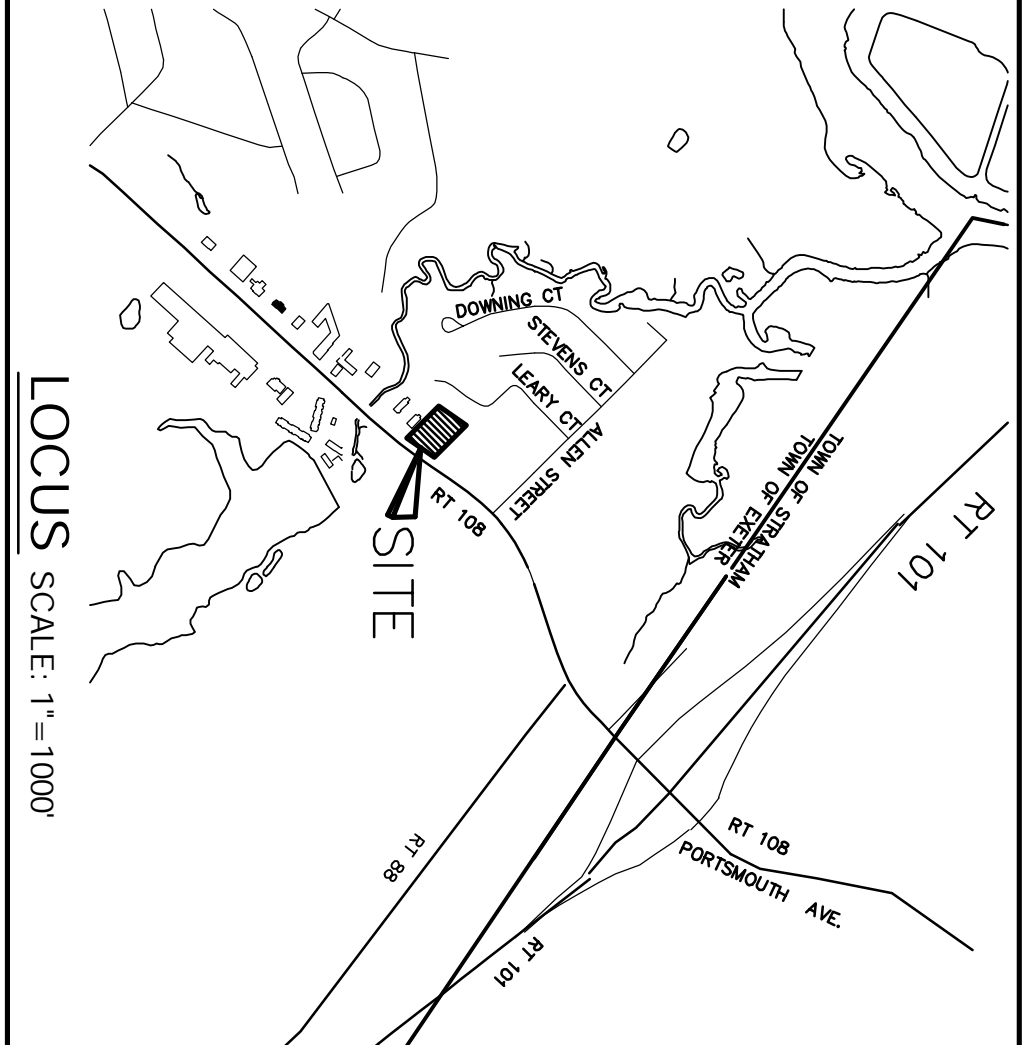 DOWNING CT
STEVENS CT
LEARY CT
ALLEN STREET
RT 108
SITE
TOWN OF STRATHAM
TOWN OF EXETER
RT 101
RT 108
PORTSMOUTH AVE.
RT 88
RT 101
LOCUS SCALE: 1"=1000'